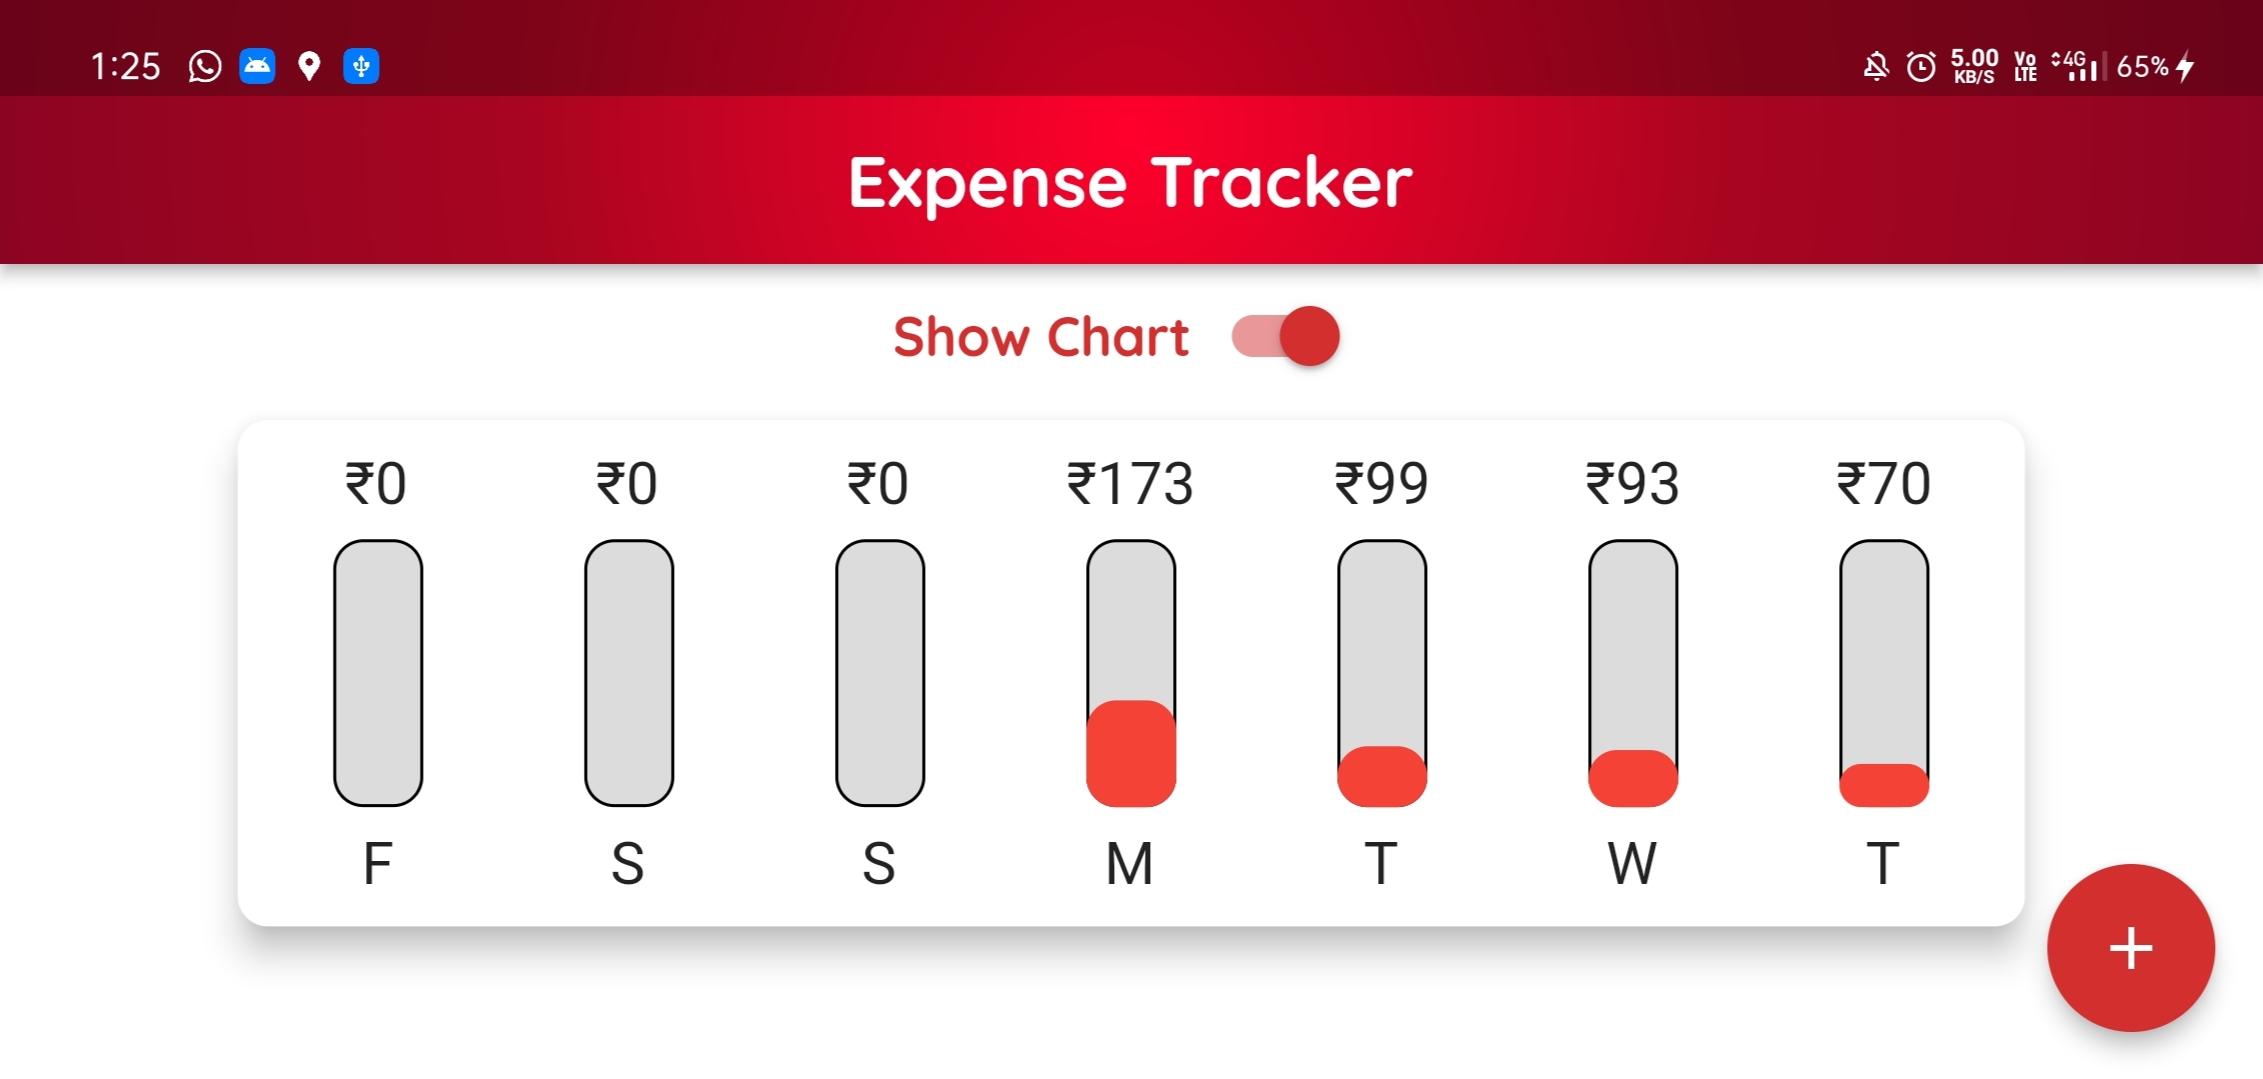 1:25 5.00 KB/S Vo LTE 4G 65%
Expense Tracker
Show Chart
₹0 ₹0 ₹0 ₹173 ₹99 ₹93 ₹70
F S S M T W T
+